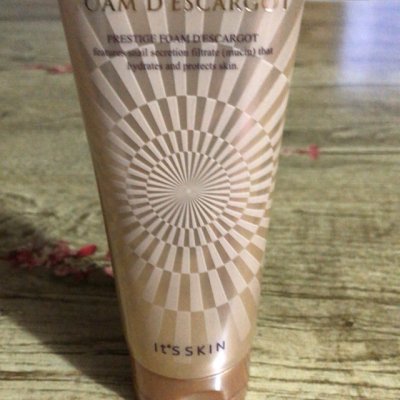 OAM D'ESCARGOT
PRESTIGE FOAM D'ESCARGOT
features snail secretion filtrate (mucin) that
hydrates and protects skin.
It'S SKIN